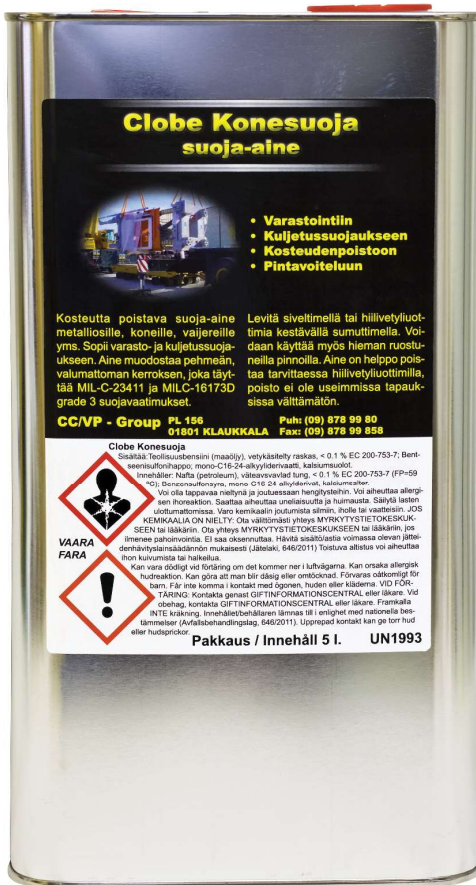 Clobe Konesuoja
suoja-aine
• Varastointiin
• Kuljetussuojaukseen
• Kosteudenpoistoon
• Pintavoiteluun
Kosteutta poistava suoja-aine
metalliosille, koneille, vaijereille
yms. Sopii varasto- ja kuljetussuoja-
ukseen. Aine muodostaa pehmeän,
valumattoman kerroksen, joka täyt-
tää MIL-C-23411 ja MILC-16173D
grade 3 suojavaatimukset.
Levitä siveltimellä tai hiilivetyliuot-
timia kestävällä sumuttimella. Voi-
daan käyttää myös hieman ruostu-
neilla pinnoilla. Aine on helppo pois-
taa tarvittaessa hiilivetyliuottimilla,
poisto ei ole useimmissa tapauk-
sissa välttämätön.
CC/VP - Group
PL 156
01801 KLAUKKALA
Puh: (09) 878 99 80
Fax: (09) 878 99 858
Clobe Konesuoja
Sisältää:Teollisuusbensiini (maaöljy), vetykäsitelty raskas, < 0.1 % EC 200-753-7; Bent-
seenisulfonihappo; mono-C16-24-alkyyliderivaatit, kalsiumsuolot.
Innehåller: Nafta (petroleum), väteavsvavlad tung, < 0.1 % EC 200-753-7 (FP=59
°C); Benconsulfonsyra, mono-C16-24 alkylderivat, kalciumsalter.
Voi olla tappavaa nieltynä ja joutuessaan hengitysteihin. Voi aiheuttaa allergi-
sen ihoreaktion. Saattaa aiheuttaa uneliaisuutta ja huimausta. Säilytä lasten
ulottumattomissa. Varo kemikaalin joutumista silmiin, iholle tai vaatteisiin. JOS
KEMIKAALIA ON NIELTY: Ota välittömästi yhteys MYRKYTYSTIETOKESKUK-
SEEN tai lääkäriin. Ota yhteys MYRKYTYSTIETOKESKUKSEEN tai lääkäriin, jos
ilmenee pahoinvointia. EI saa oksennuttaa. Hävitä sisältö/astia voimassa olevan jätei-
denhävityslainsäädännön mukaisesti (Jätelaki, 646/2011) Toistuva altistus voi aiheuttaa
ihon kuivumista tai halkeilua.
Kan vara dödligt vid förtäring om det kommer ner i luftvägarna. Kan orsaka allergisk
hudreaktion. Kan göra att man blir dåsig eller omtöcknad. Förvaras oåtkomligt för
barn. Får inte komma i kontakt med ögonen, huden eller kläderna. VID FÖR-
TÄRING: Kontakta genast GIFTINFORMATIONSCENTRAL eller läkare. Vid
obehag, kontakta GIFTINFORMATIONSCENTRAL eller läkare. Framkalla
INTE kräkning. Innehållet/behållaren lämnas till i enlighet med nationella bes-
tämmelser (Avfallsbehandlingslag, 646/2011). Upprepad kontakt kan ge torr hud
eller hudsprickor.
VAARA
FARA
Pakkaus / Innehåll 5 l.
UN1993